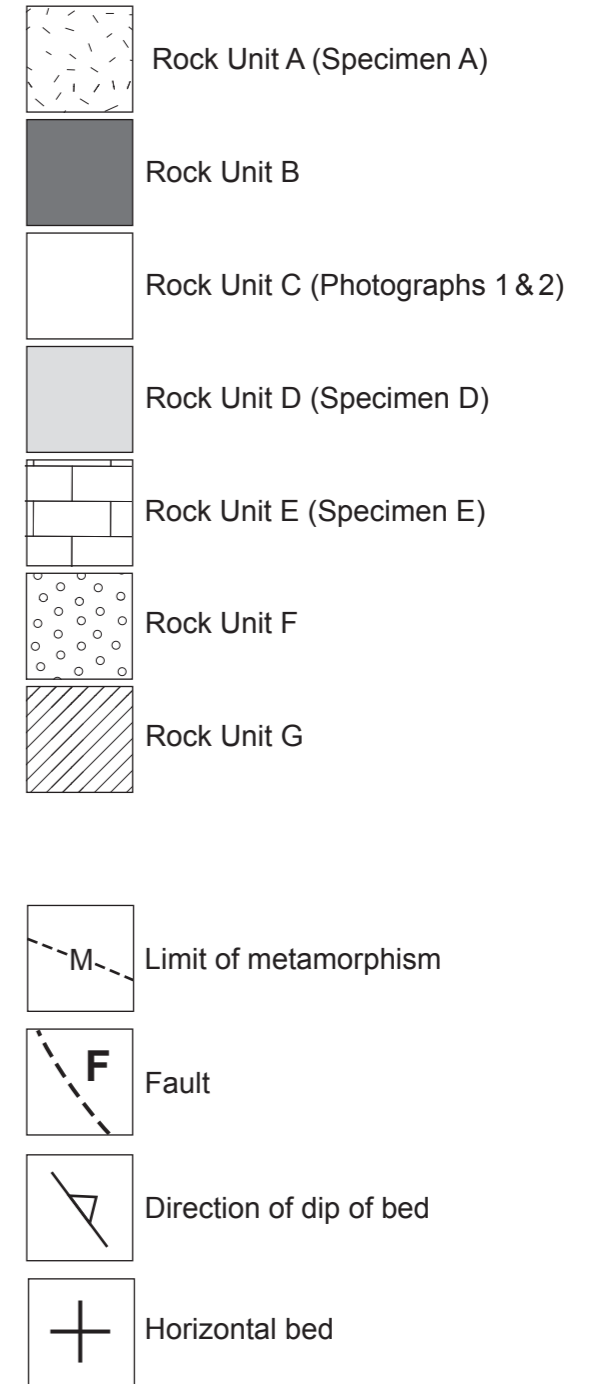 Rock Unit A (Specimen A)
Rock Unit B
Rock Unit C (Photographs 1 & 2)
Rock Unit D (Specimen D)
Rock Unit E (Specimen E)
Rock Unit F
Rock Unit G
M
Limit of metamorphism
F
Fault
Direction of dip of bed
Horizontal bed